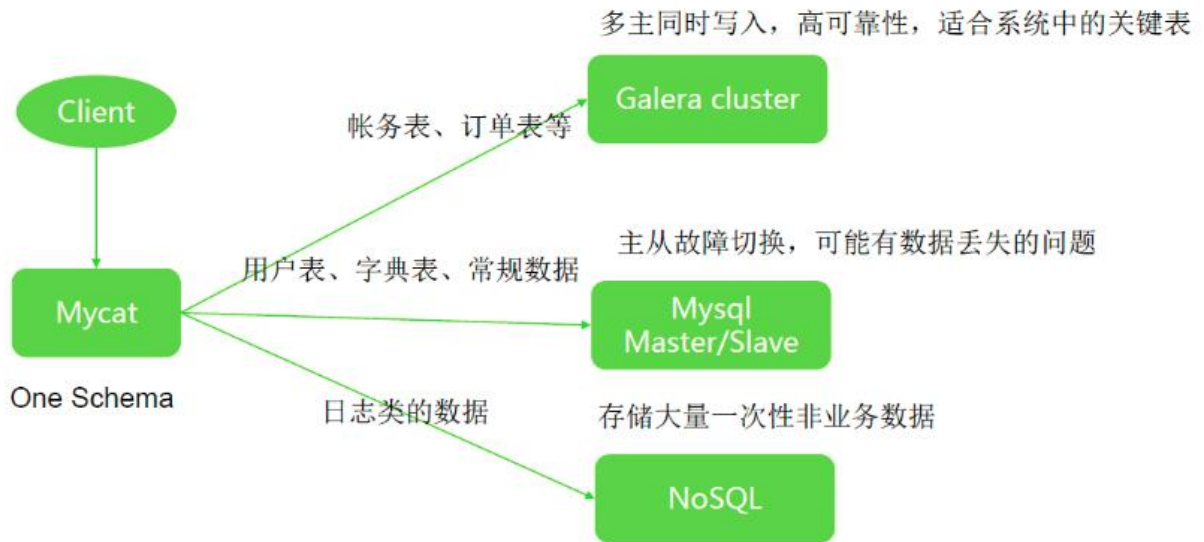 多主同时写入，高可靠性，适合系统中的关键表
Client
Galera cluster
帐务表、订单表等
主从故障切换，可能有数据丢失的问题
用户表、字典表、常规数据
Mycat
Mysql
Master/Slave
One Schema
日志类的数据
存储大量一次性非业务数据
NoSQL